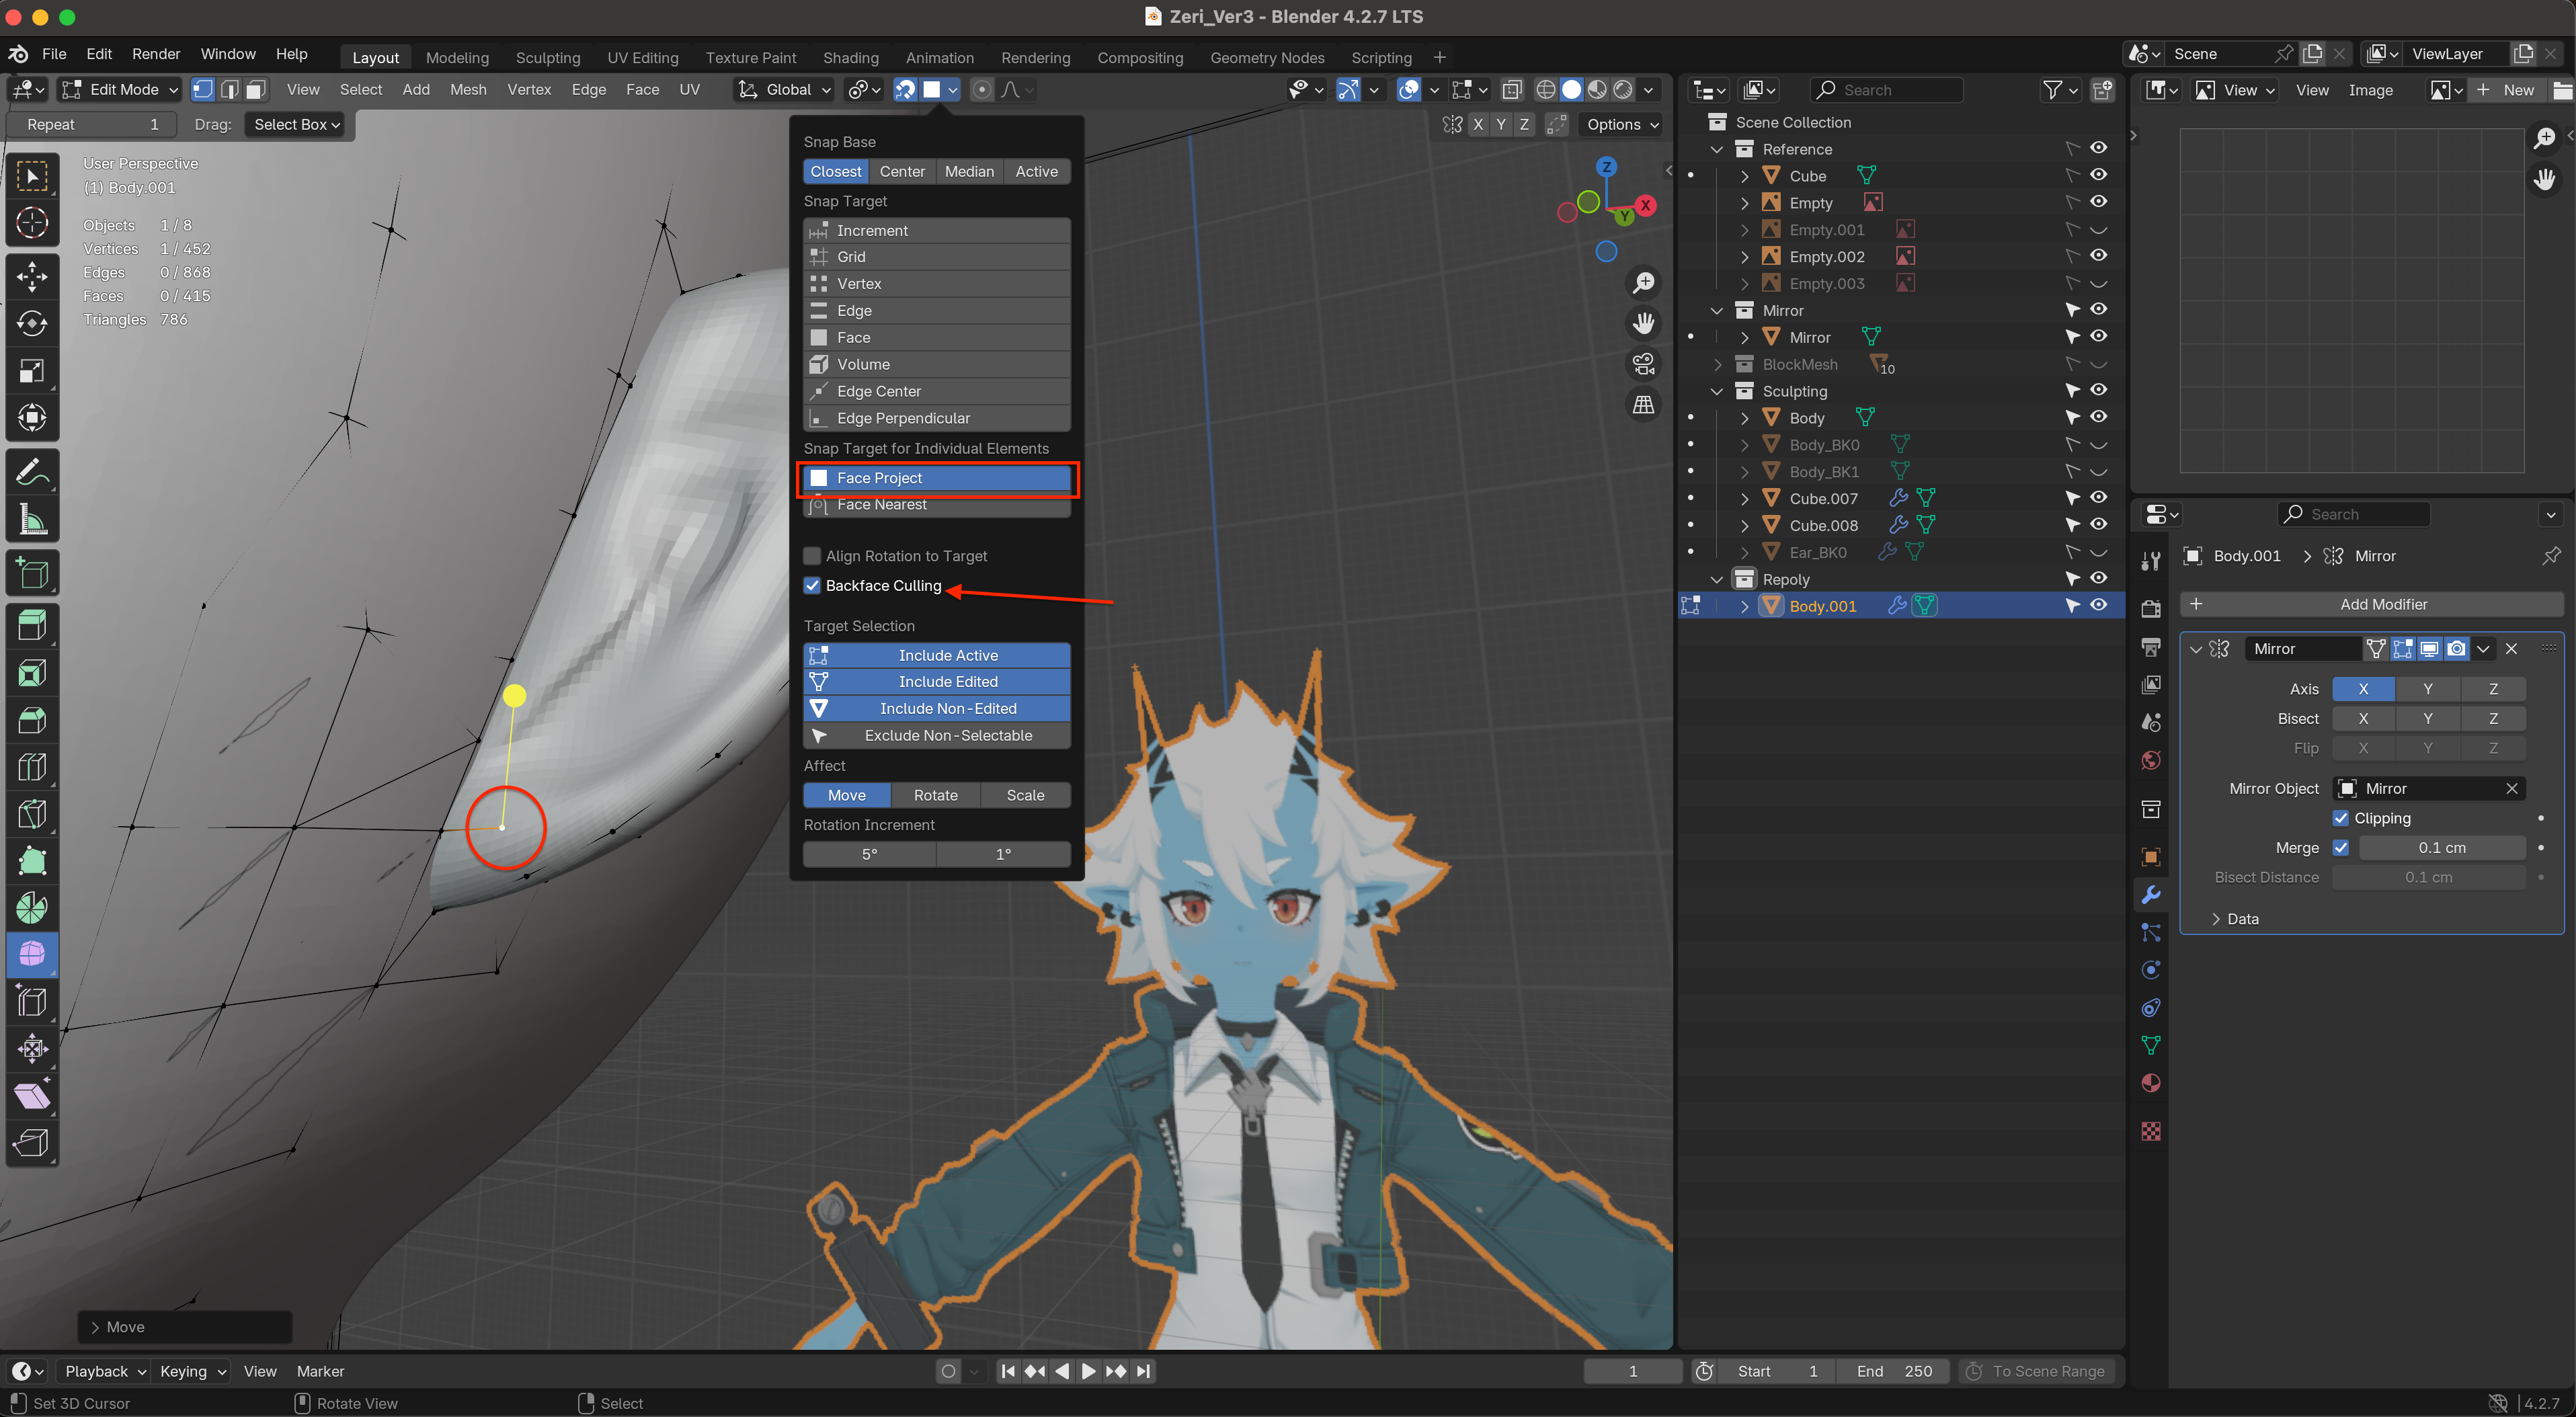 Zeri_Ver3 - Blender 4.2.7 LTS
File Edit Render Window Help Layout Modeling Sculpting UV Editing Texture Paint Shading Animation Rendering Compositing Geometry Nodes Scripting + Scene ViewLayer
Edit Mode View Select Add Mesh Vertex Edge Face UV Global Search View View Image New
Repeat 1 Drag: Select Box X Y Z Options
User Perspective
(1) Body.001
Objects 1 / 8
Vertices 1 / 452
Edges 0 / 868
Faces 0 / 415
Triangles 786
Snap Base
Closest Center Median Active
Snap Target
Increment
Grid
Vertex
Edge
Face
Volume
Edge Center
Edge Perpendicular
Snap Target for Individual Elements
Face Project
Face Nearest
Align Rotation to Target
Backface Culling
Target Selection
Include Active
Include Edited
Include Non-Edited
Exclude Non-Selectable
Affect
Move Rotate Scale
Rotation Increment
5° 1°
Z
X
Y
Scene Collection
Reference
Cube
Empty
Empty.001
Empty.002
Empty.003
Mirror
Mirror
BlockMesh 10
Sculpting
Body
Body_BK0
Body_BK1
Cube.007
Cube.008
Ear_BK0
Repoly
Body.001
Search
Body.001 Mirror
Add Modifier
Mirror
Axis X Y Z
Bisect X Y Z
Flip X Y Z
Mirror Object Mirror
Clipping
Merge 0.1 cm
Bisect Distance 0.1 cm
Data
Move
Playback Keying View Marker 1 Start 1 End 250 To Scene Range
Set 3D Cursor Rotate View Select 4.2.7